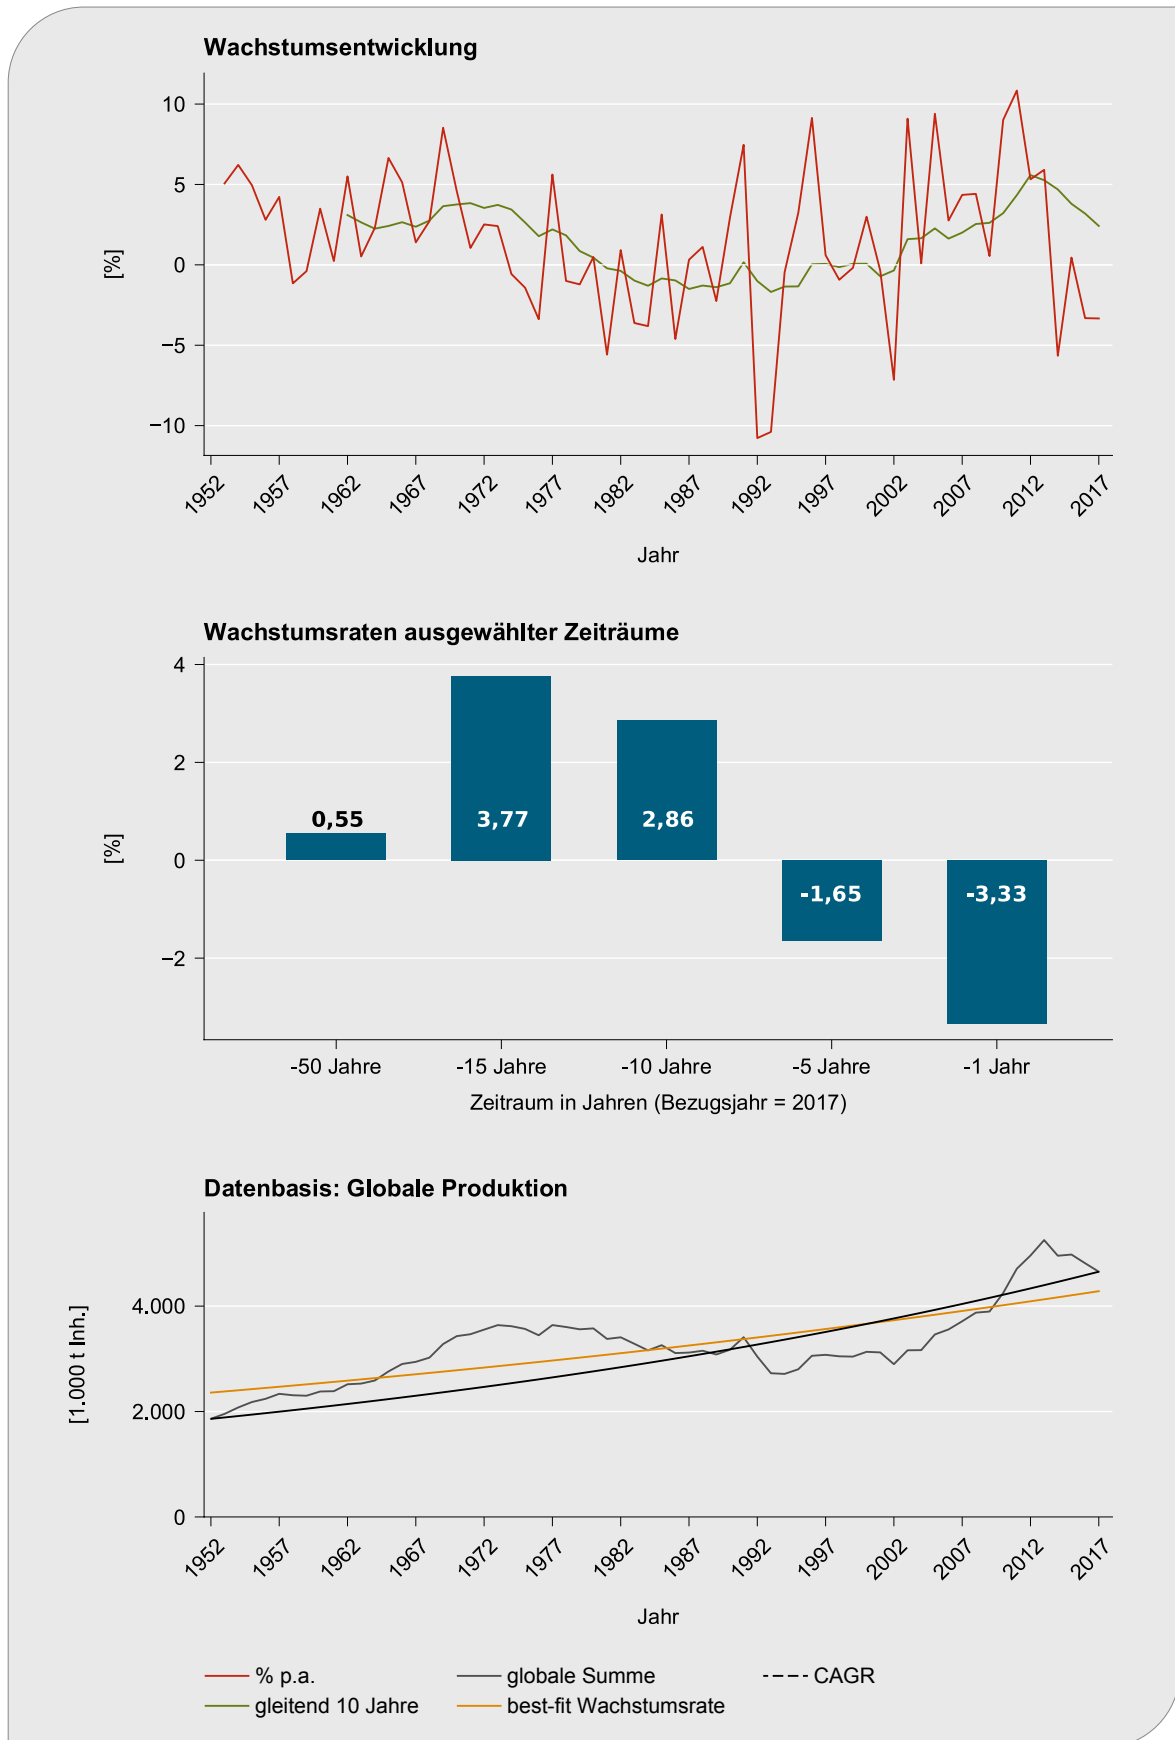 Wachstumsentwicklung
[%]
10
5
0
−5
−10
1952 1957 1962 1967 1972 1977 1982 1987 1992 1997 2002 2007 2012 2017
Jahr
Wachstumsraten ausgewählter Zeiträume
[%]
4
2
0
−2
0,55 3,77 2,86 -1,65 -3,33
-50 Jahre -15 Jahre -10 Jahre -5 Jahre -1 Jahr
Zeitraum in Jahren (Bezugsjahr = 2017)
Datenbasis: Globale Produktion
[1.000 t Inh.]
4.000
2.000
0
1952 1957 1962 1967 1972 1977 1982 1987 1992 1997 2002 2007 2012 2017
Jahr
% p.a. globale Summe CAGR
gleitend 10 Jahre best-fit Wachstumsrate